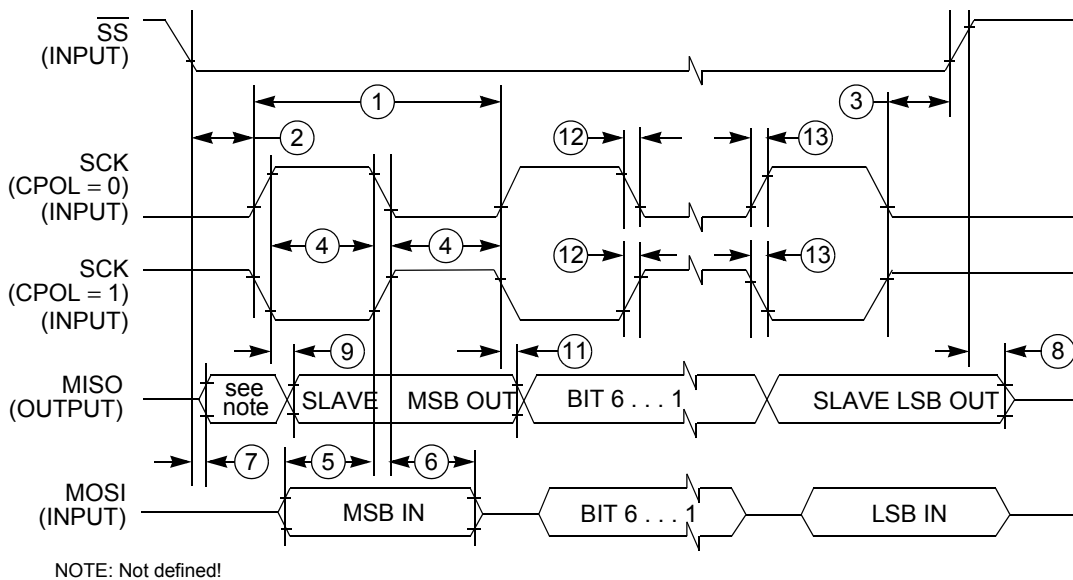 SS
(INPUT)
1
3
2
12
13
SCK
(CPOL = 0)
(INPUT)
4
4
12
13
SCK
(CPOL = 1)
(INPUT)
9
11
8
MISO
(OUTPUT)
see
note
SLAVE
MSB OUT
BIT 6 . . . 1
SLAVE LSB OUT
7
5
6
MOSI
(INPUT)
MSB IN
BIT 6 . . . 1
LSB IN
NOTE: Not defined!